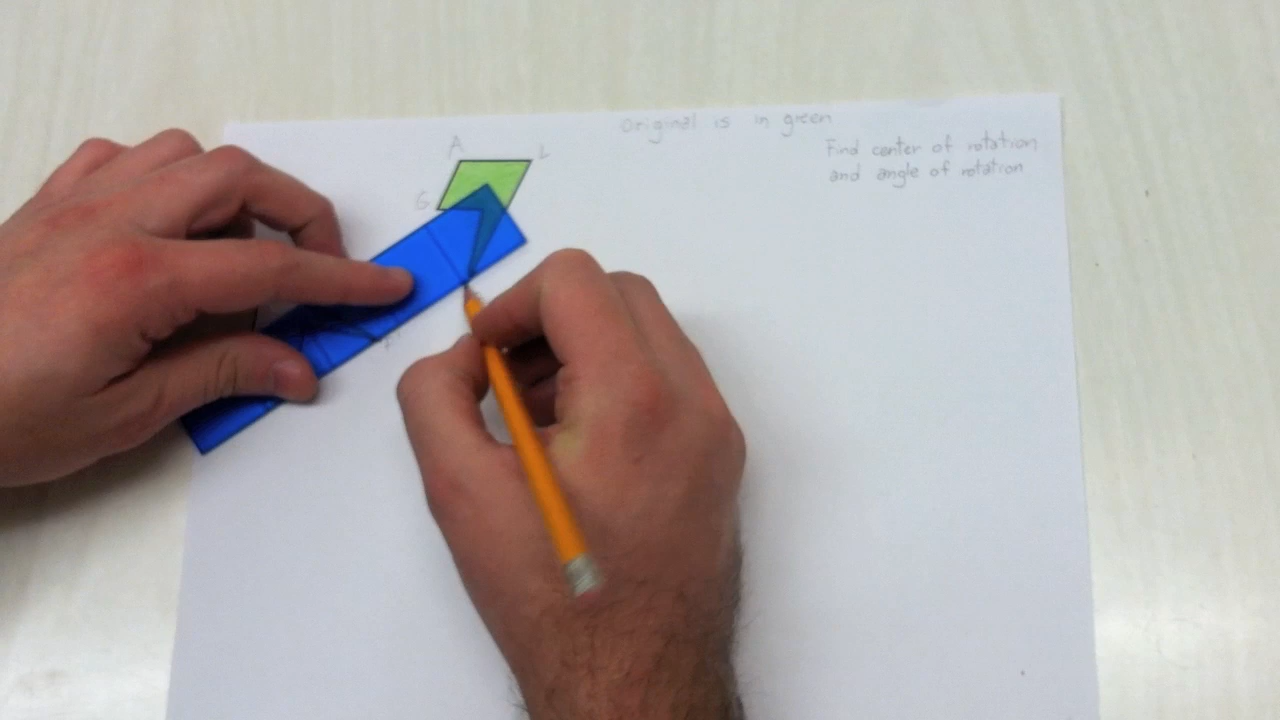 Original is in green
Find center of rotation
and angle of rotation
A
L
G